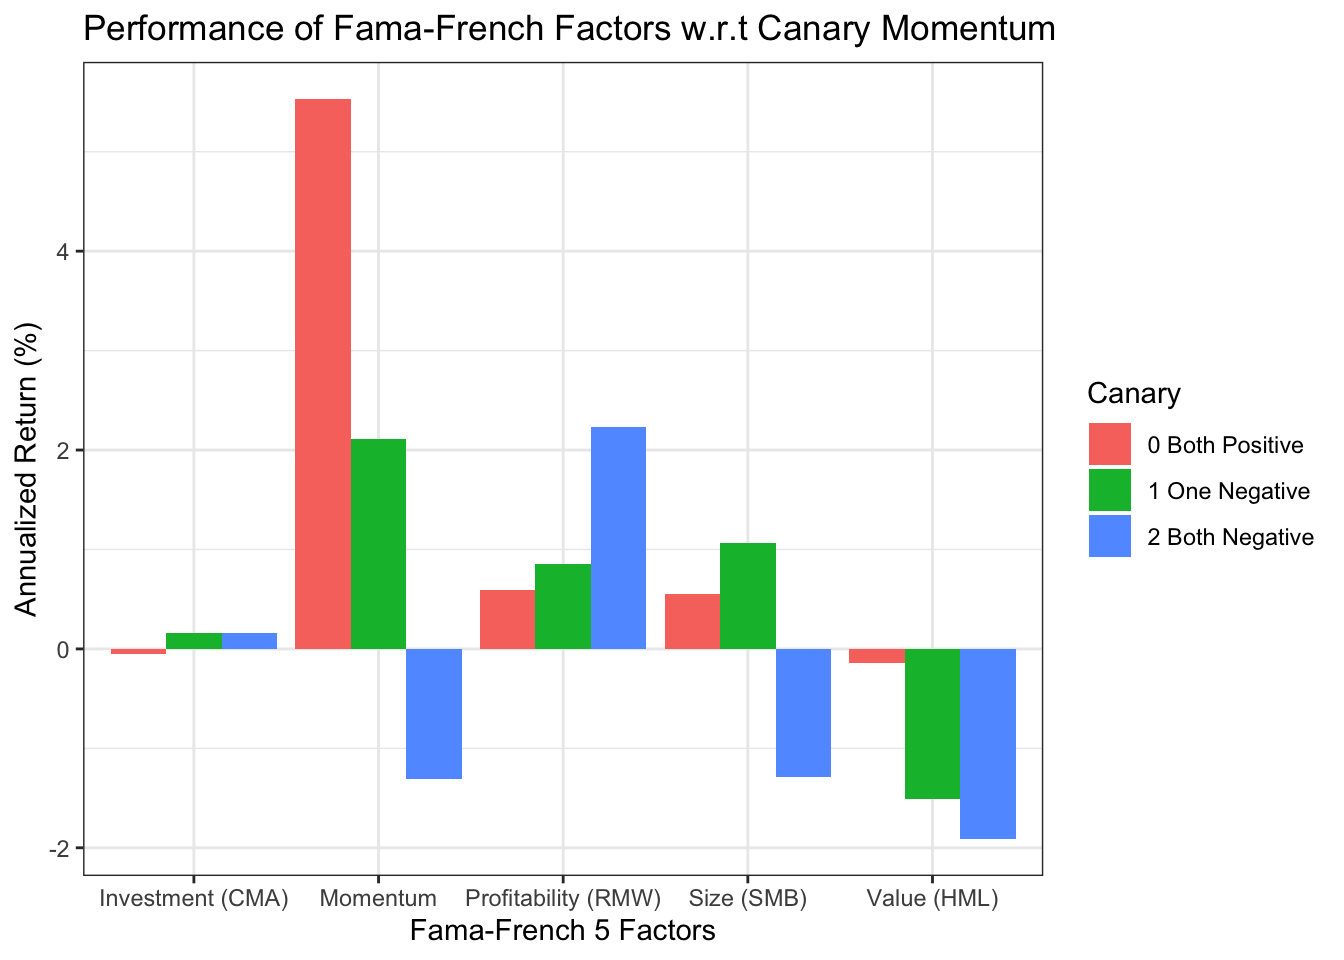 Performance of Fama-French Factors w.r.t Canary Momentum
Annualized Return (%)
4
2
0
-2
Investment (CMA)
Momentum
Profitability (RMW)
Size (SMB)
Value (HML)
Fama-French 5 Factors
Canary
0 Both Positive
1 One Negative
2 Both Negative